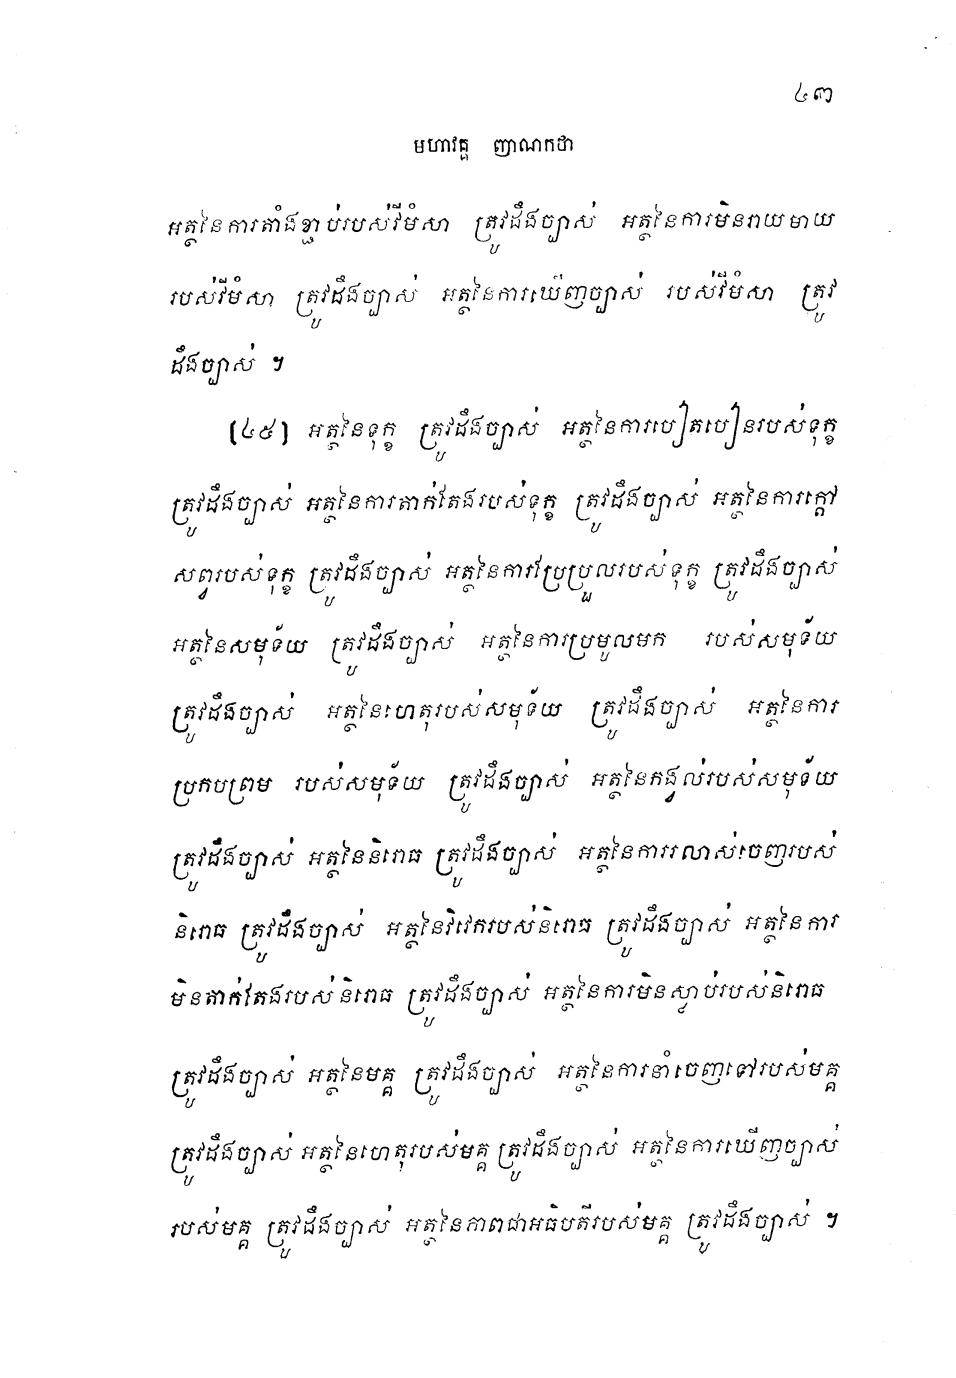 ៤៣
មហាវគ្គ ញាណកថា
អត្ថនៃការតាំងខ្ជាប់របស់វីមំសា ត្រូវដឹងច្បាស់ អត្ថនៃការមិនរាយមាយ
របស់វីមំសា ត្រូវដឹងច្បាស់ អត្ថនៃការឃើញច្បាស់ របស់វីមំសា ត្រូវ
ដឹងច្បាស់ ។
(៤៥) អត្ថនៃទុក្ខ ត្រូវដឹងច្បាស់ អត្ថនៃការបៀតបៀនរបស់ទុក្ខ
ត្រូវដឹងច្បាស់ អត្ថនៃការតាក់តែងរបស់ទុក្ខ ត្រូវដឹងច្បាស់ អត្ថនៃការក្តៅ
សព្វរបស់ទុក្ខ ត្រូវដឹងច្បាស់ អត្ថនៃការប្រែប្រួលរបស់ទុក្ខ ត្រូវដឹងច្បាស់
អត្ថនៃសមុទ័យ ត្រូវដឹងច្បាស់ អត្ថនៃការប្រមូលមក របស់សមុទ័យ
ត្រូវដឹងច្បាស់ អត្ថនៃហេតុរបស់សមុទ័យ ត្រូវដឹងច្បាស់ អត្ថនៃការ
ប្រកបព្រម របស់សមុទ័យ ត្រូវដឹងច្បាស់ អត្ថនៃកង្វល់របស់សមុទ័យ
ត្រូវដឹងច្បាស់ អត្ថនៃនិរោធ ត្រូវដឹងច្បាស់ អត្ថនៃការរលាស់ចេញរបស់
និរោធ ត្រូវដឹងច្បាស់ អត្ថនៃវិវេករបស់និរោធ ត្រូវដឹងច្បាស់ អត្ថនៃការ
មិនតាក់តែងរបស់និរោធ ត្រូវដឹងច្បាស់ អត្ថនៃការមិនស្លាប់របស់និរោធ
ត្រូវដឹងច្បាស់ អត្ថនៃមគ្គ ត្រូវដឹងច្បាស់ អត្ថនៃការនាំចេញទៅរបស់មគ្គ
ត្រូវដឹងច្បាស់ អត្ថនៃហេតុរបស់មគ្គ ត្រូវដឹងច្បាស់ អត្ថនៃការឃើញច្បាស់
របស់មគ្គ ត្រូវដឹងច្បាស់ អត្ថនៃភាពជាអធិបតីរបស់មគ្គ ត្រូវដឹងច្បាស់ ។